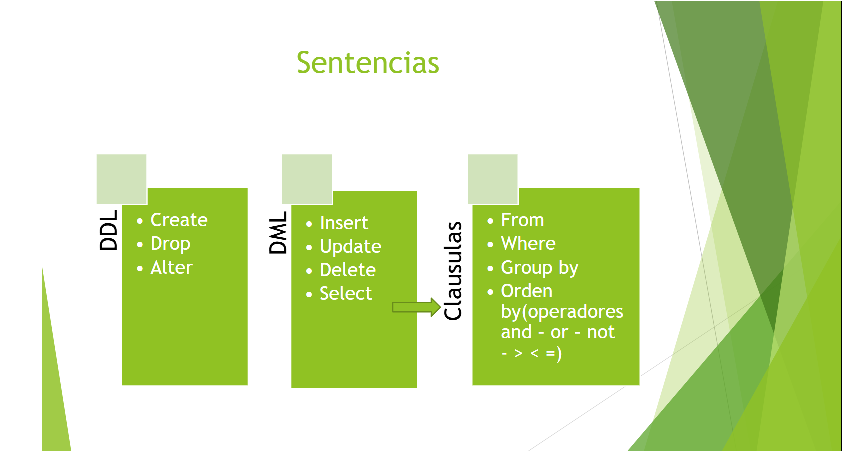 Sentencias
DDL
• Create
• Drop
• Alter
DML
• Insert
• Update
• Delete
• Select
Clausulas
• From
• Where
• Group by
• Orden
by(operadores
and - or - not
- > < =)